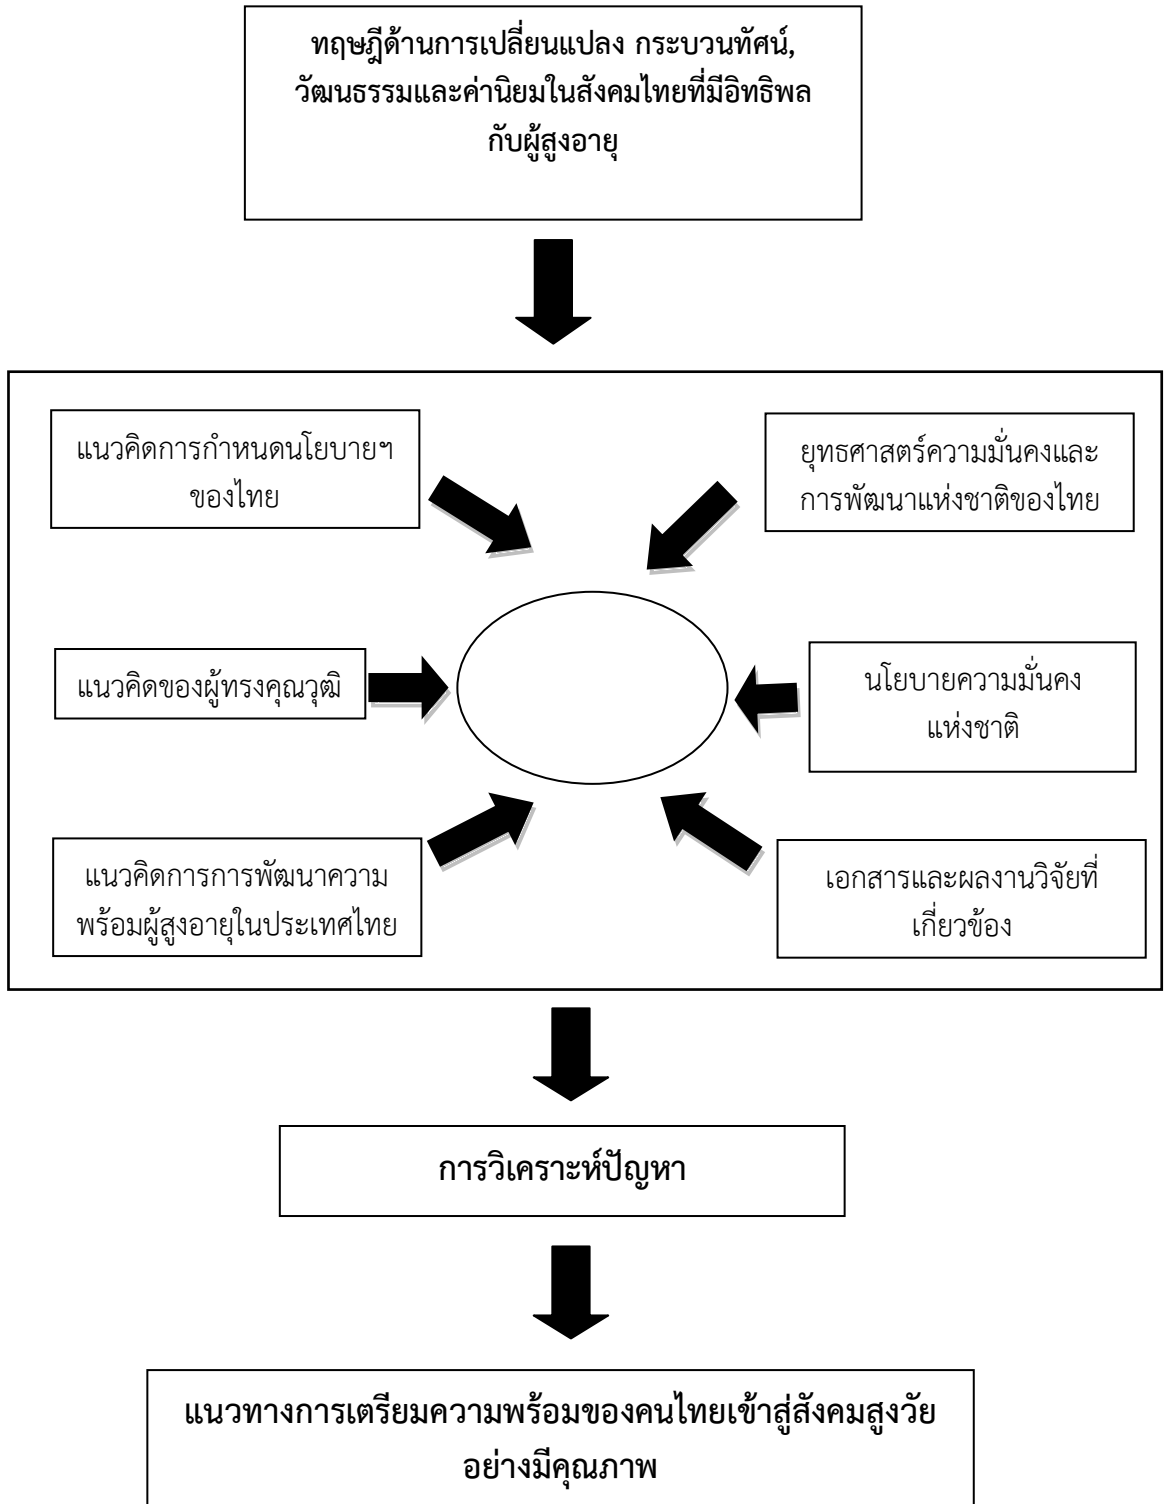 ทฤษฎีด้านการเปลี่ยนแปลง กระบวนทัศน์,
วัฒนธรรมและค่านิยมในสังคมไทยที่มีอิทธิพล
กับผู้สูงอายุ
แนวคิดการกำหนดนโยบายฯ
ของไทย
ยุทธศาสตร์ความมั่นคงและ
การพัฒนาแห่งชาติของไทย
แนวคิดของผู้ทรงคุณวุฒิ
นโยบายความมั่นคง
แห่งชาติ
แนวคิดการการพัฒนาความ
พร้อมผู้สูงอายุในประเทศไทย
เอกสารและผลงานวิจัยที่
เกี่ยวข้อง
การวิเคราะห์ปัญหา
แนวทางการเตรียมความพร้อมของคนไทยเข้าสู่สังคมสูงวัย
อย่างมีคุณภาพ